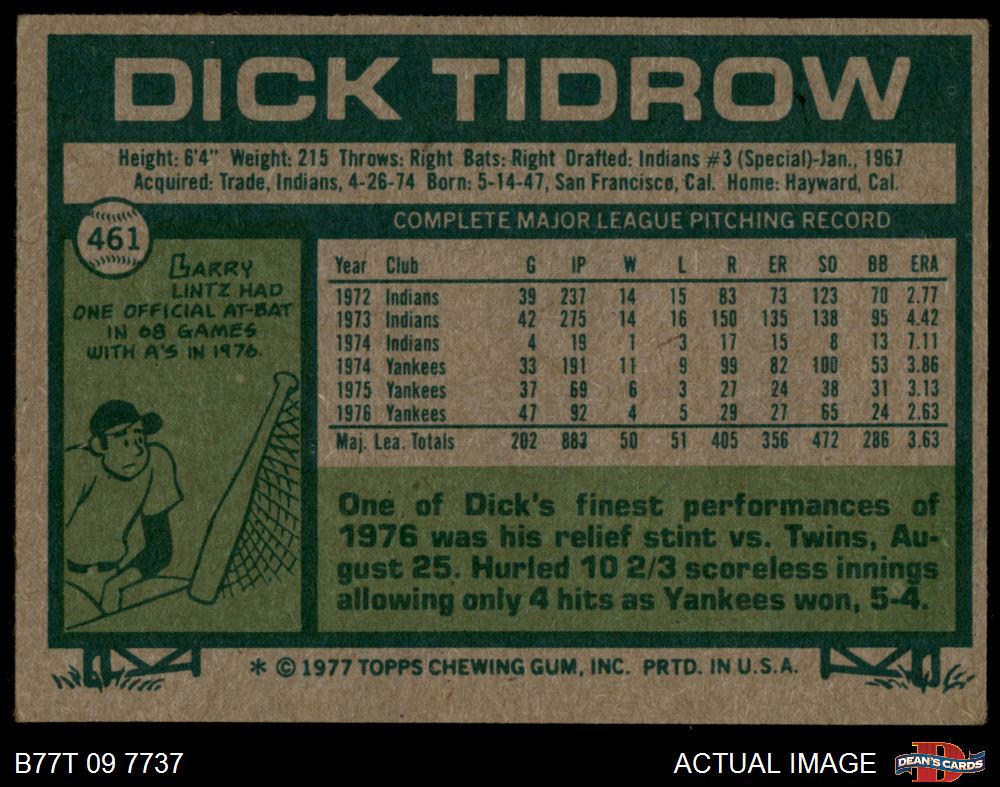 DICK TIDROW
Height: 6'4" Weight: 215 Throws: Right Bats: Right Drafted: Indians #3 (Special)-Jan., 1967
Acquired: Trade, Indians, 4-26-74 Born: 5-14-47, San Francisco, Cal. Home: Hayward, Cal.
461
LARRY
LINTZ HAD
ONE OFFICIAL AT-BAT
IN 68 GAMES
WITH A'S IN 1976.
COMPLETE MAJOR LEAGUE PITCHING RECORD
Year Club G IP W L R ER SO BB ERA
1972 Indians 39 237 14 15 83 73 123 70 2.77
1973 Indians 42 275 14 16 150 135 138 95 4.42
1974 Indians 4 19 1 3 17 15 8 13 7.11
1974 Yankees 33 191 11 9 99 82 100 53 3.86
1975 Yankees 37 69 6 3 27 24 38 31 3.13
1976 Yankees 47 92 4 5 29 27 65 24 2.63
Maj. Lea. Totals 202 883 50 51 405 356 472 286 3.63
One of Dick's finest performances of
1976 was his relief stint vs. Twins, Au-
gust 25. Hurled 10 2/3 scoreless innings
allowing only 4 hits as Yankees won, 5-4.
* © 1977 TOPPS CHEWING GUM, INC. PRTD. IN U.S.A.
B77T 09 7737
ACTUAL IMAGE
DEAN'S CARDS